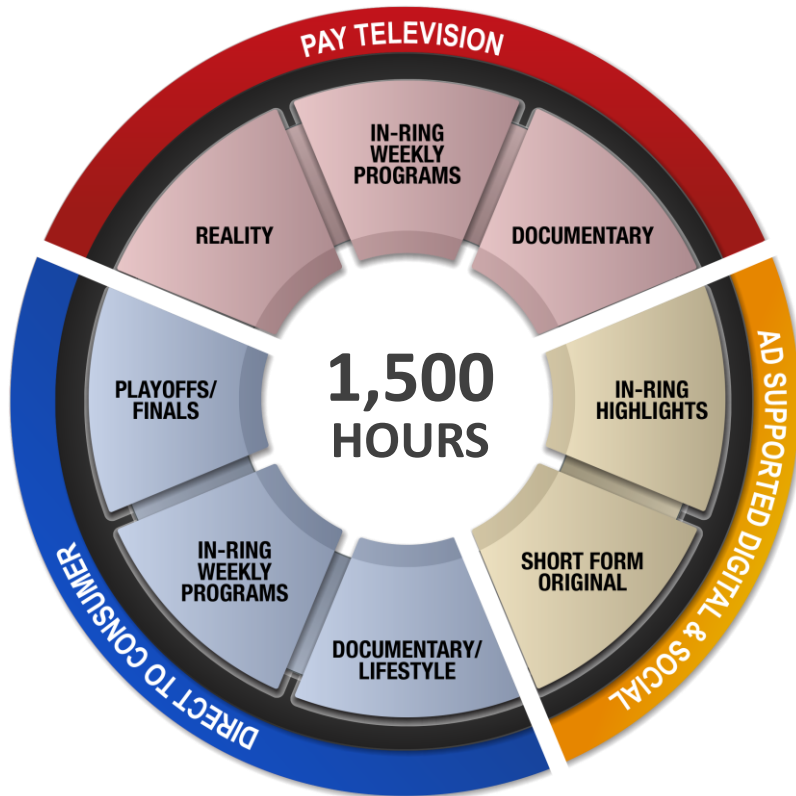 PAY TELEVISION
IN-RING
WEEKLY
PROGRAMS
REALITY
DOCUMENTARY
PLAYOFFS/
FINALS
1,500
HOURS
IN-RING
HIGHLIGHTS
AD SUPPORTED DIGITAL & SOCIAL
IN-RING
WEEKLY
PROGRAMS
SHORT FORM
ORIGINAL
DOCUMENTARY/
LIFESTYLE
DIRECT TO CONSUMER